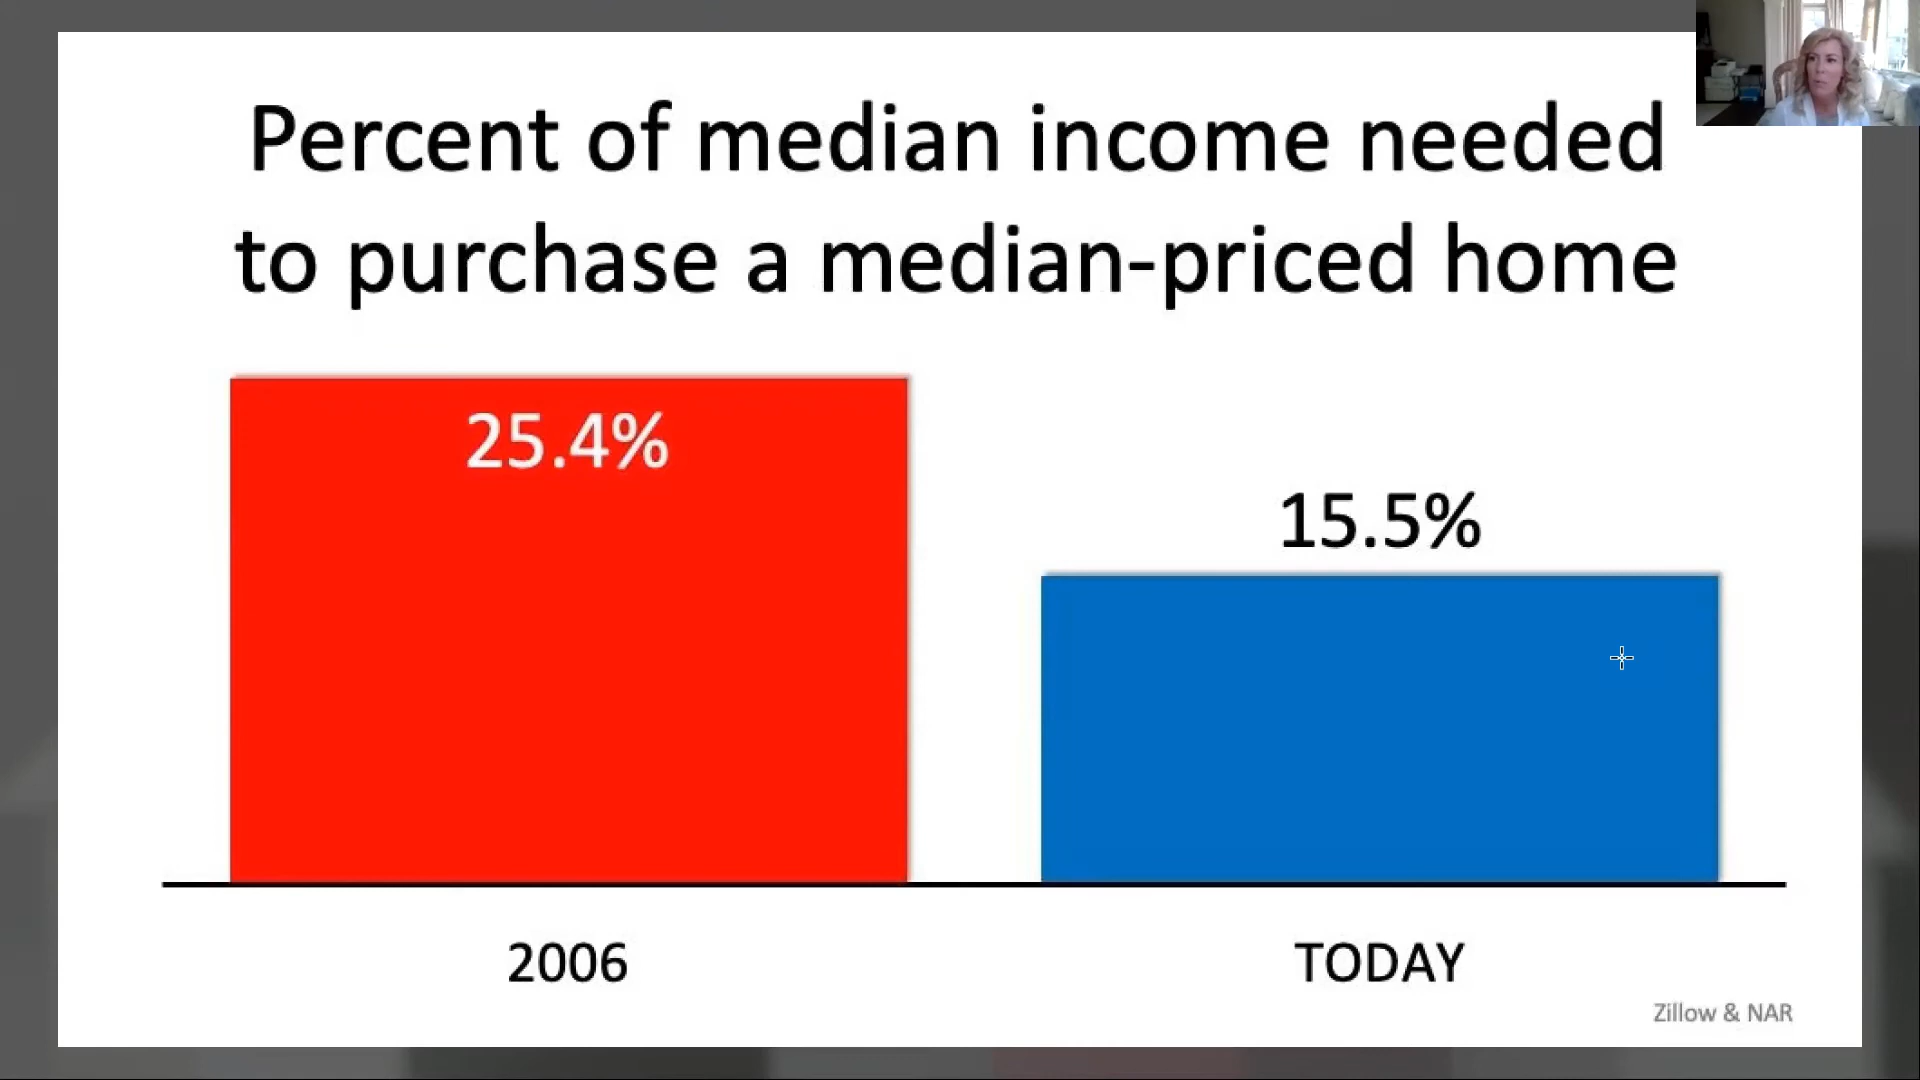 Percent of median income needed
to purchase a median-priced home
25.4%
15.5%
2006
TODAY
Zillow & NAR